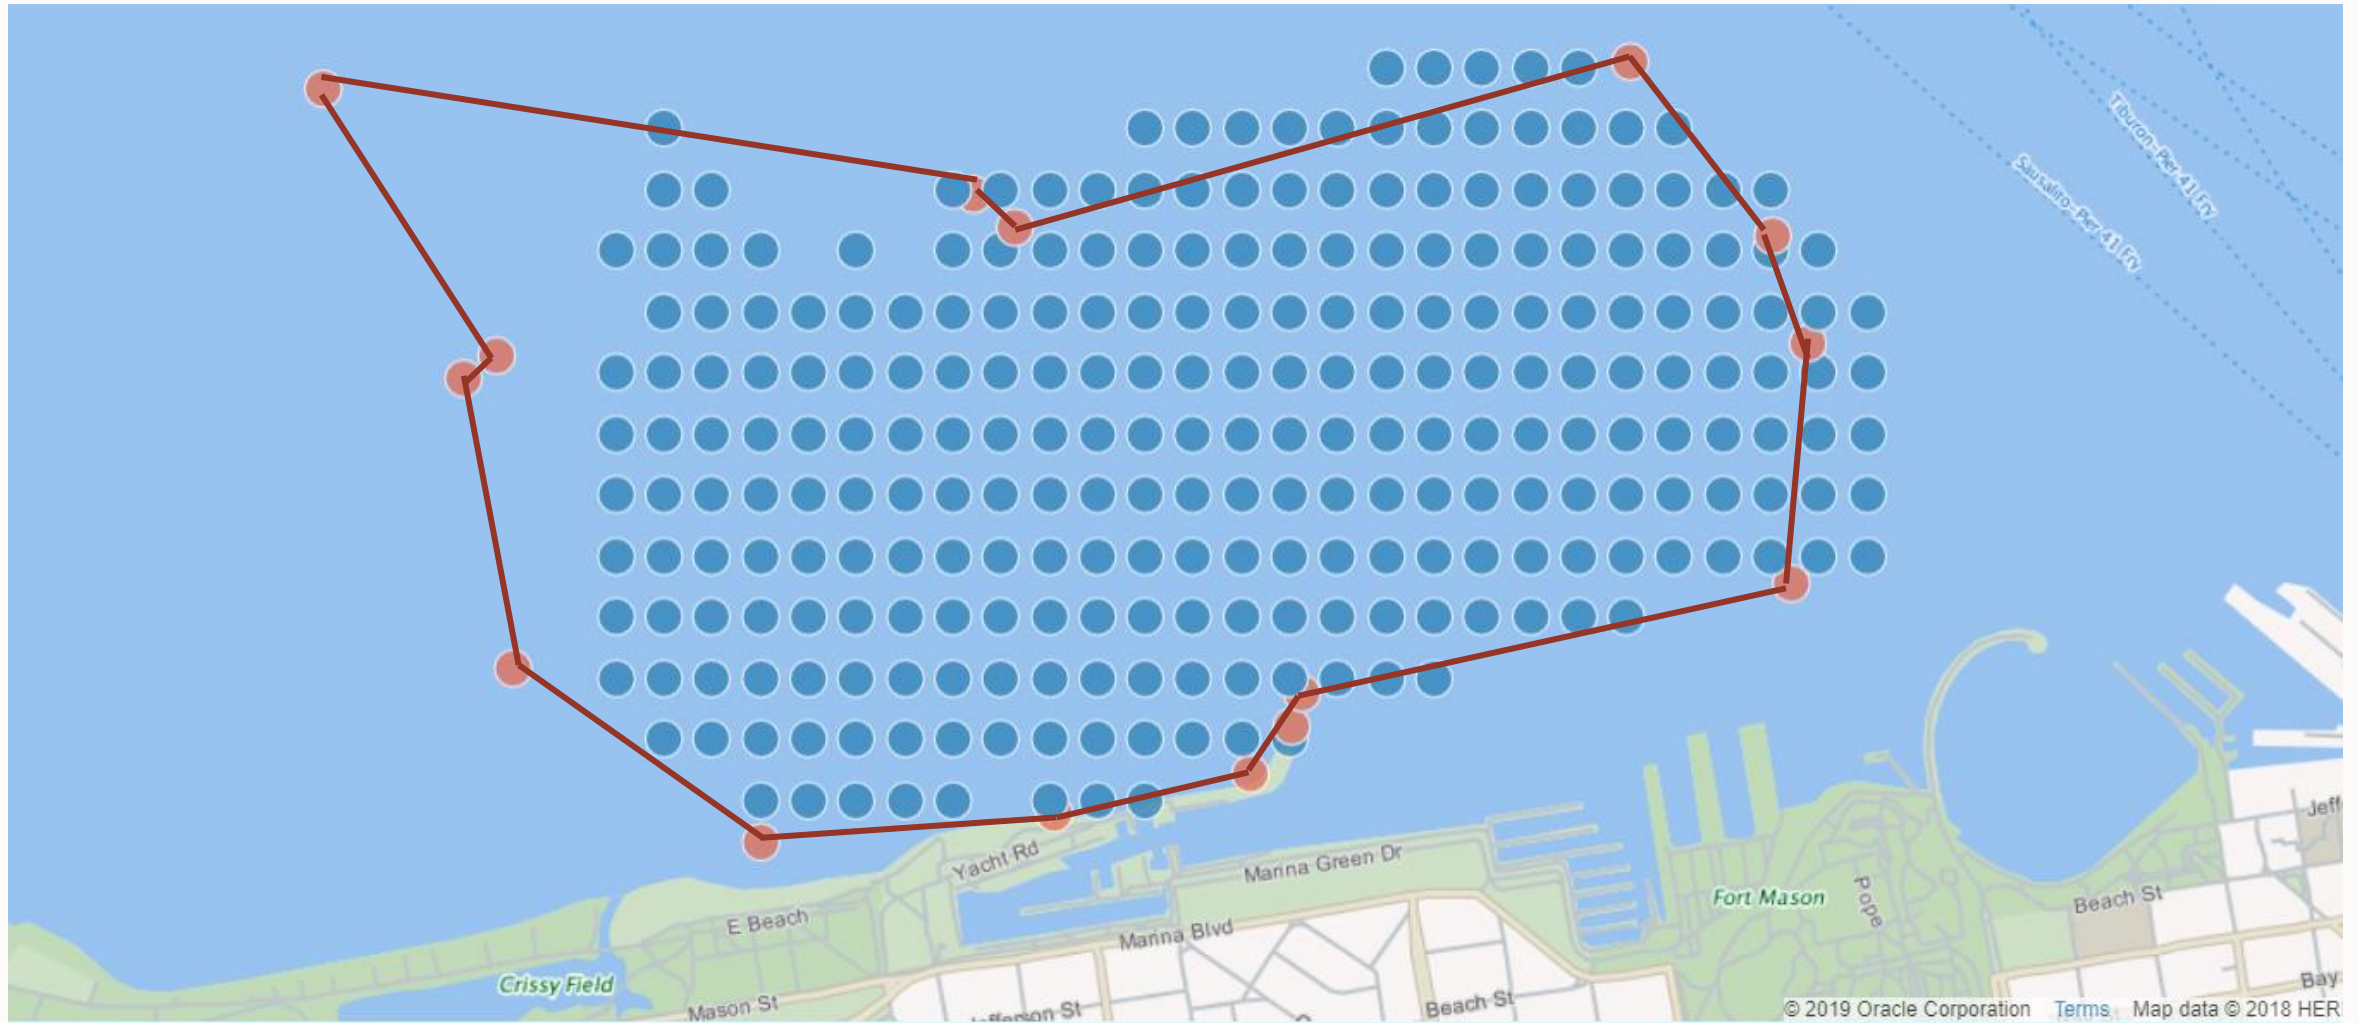 Tiburon-Pier 41 Fry
Sausalito-Pier 41 Fry
Yacht Rd
Marina Green Dr
E Beach
Marina Blvd
Fort Mason
Pope
Beach St
Jeff
Crissy Field
Mason St
Jefferson St
Beach St
Bay
© 2019 Oracle Corporation Terms Map data © 2018 HER